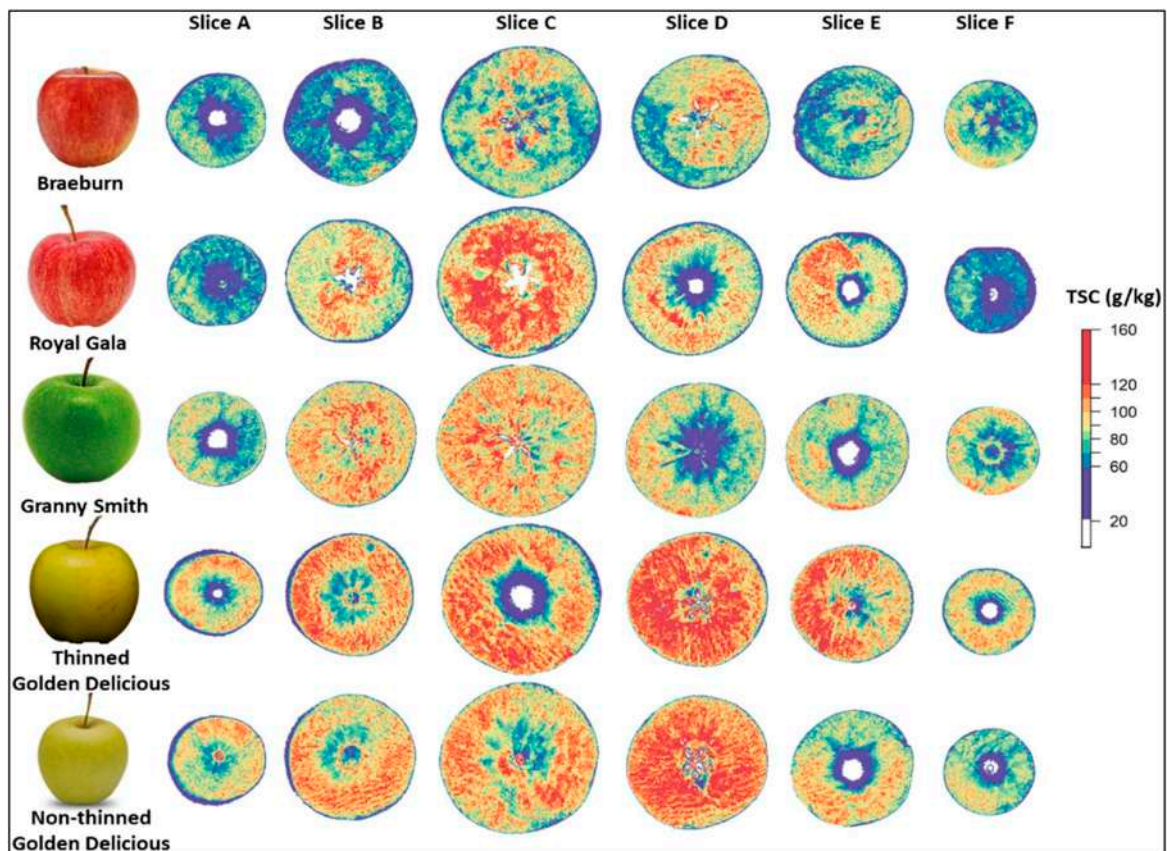 Slice A Slice B Slice C Slice D Slice E Slice F
Braeburn
Royal Gala
TSC (g/kg)
160
120
100
80
60
20
Granny Smith
Thinned
Golden Delicious
Non-thinned
Golden Delicious